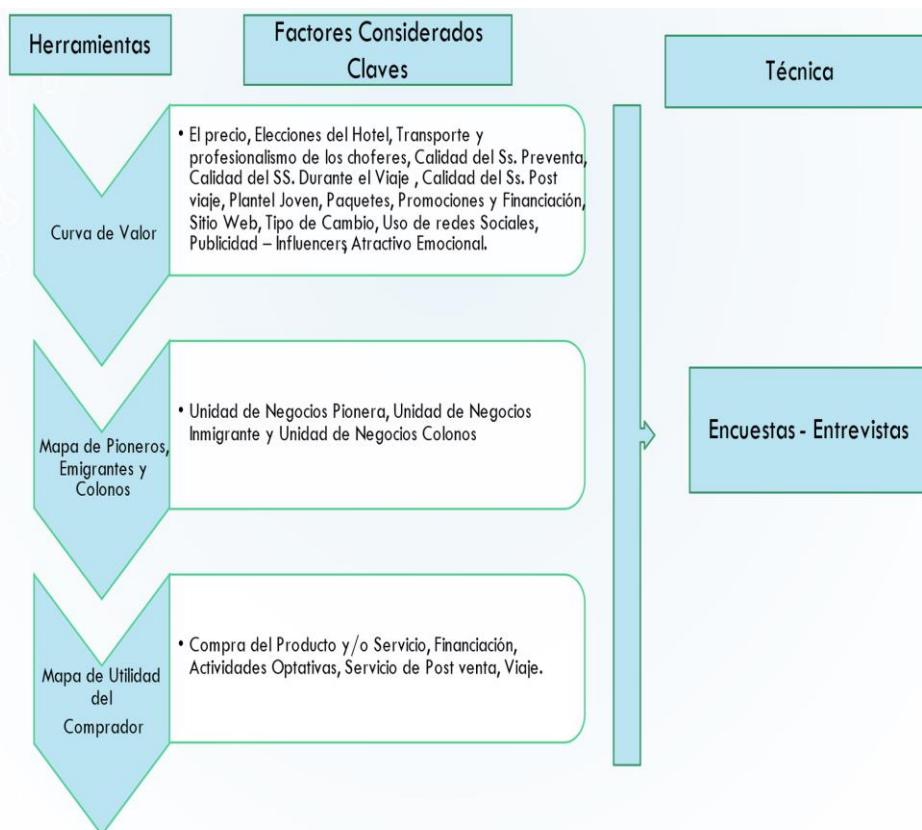 Herramientas
Factores Considerados
Claves
Técnica
Curva de Valor
• El precio, Elecciones del Hotel, Transporte y
profesionalismo de los choferes, Calidad del Ss. Preventa,
Calidad del SS. Durante el Viaje , Calidad del Ss. Post
viaje, Plantel Joven, Paquetes, Promociones y Financiación,
Sitio Web, Tipo de Cambio, Uso de redes Sociales,
Publicidad – Influencers, Atractivo Emocional.
Mapa de Pioneros,
Emigrantes y
Colonos
• Unidad de Negocios Pionera, Unidad de Negocios
Inmigrante y Unidad de Negocios Colonos
Encuestas - Entrevistas
Mapa de Utilidad
del
Comprador
• Compra del Producto y/o Servicio, Financiación,
Actividades Optativas, Servicio de Post venta, Viaje.